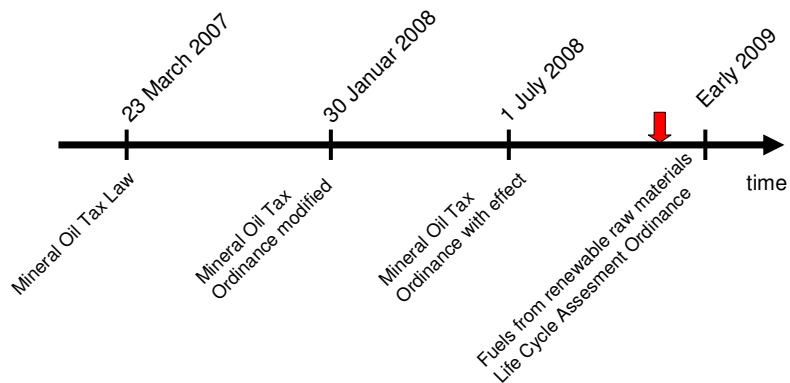 23 March 2007
30 Januar 2008
1 July 2008
Early 2009
time
Mineral Oil Tax Law
Mineral Oil Tax
Ordinance modified
Mineral Oil Tax
Ordinance with effect
Fuels from renewable raw materials
Life Cycle Assesment Ordinance